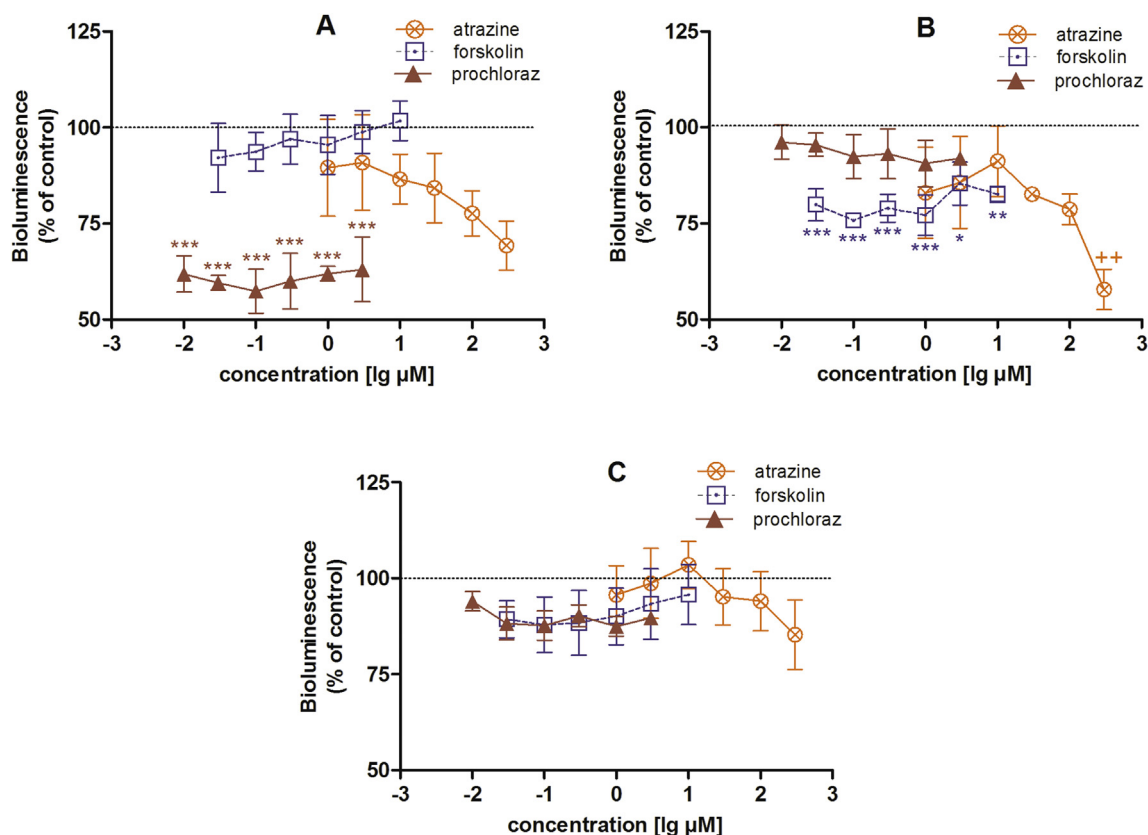 A
atrazine
forskolin
prochloraz
125
100
75
50
Bioluminescence
(% of control)
***
***
***
***
***
***
-3
-2
-1
0
1
2
3
concentration [lg µM]
B
atrazine
forskolin
prochloraz
125
100
75
50
Bioluminescence
(% of control)
***
***
***
***
*
**
++
-3
-2
-1
0
1
2
3
concentration [lg µM]
C
atrazine
forskolin
prochloraz
125
100
75
50
Bioluminescence
(% of control)
-3
-2
-1
0
1
2
3
concentration [lg µM]